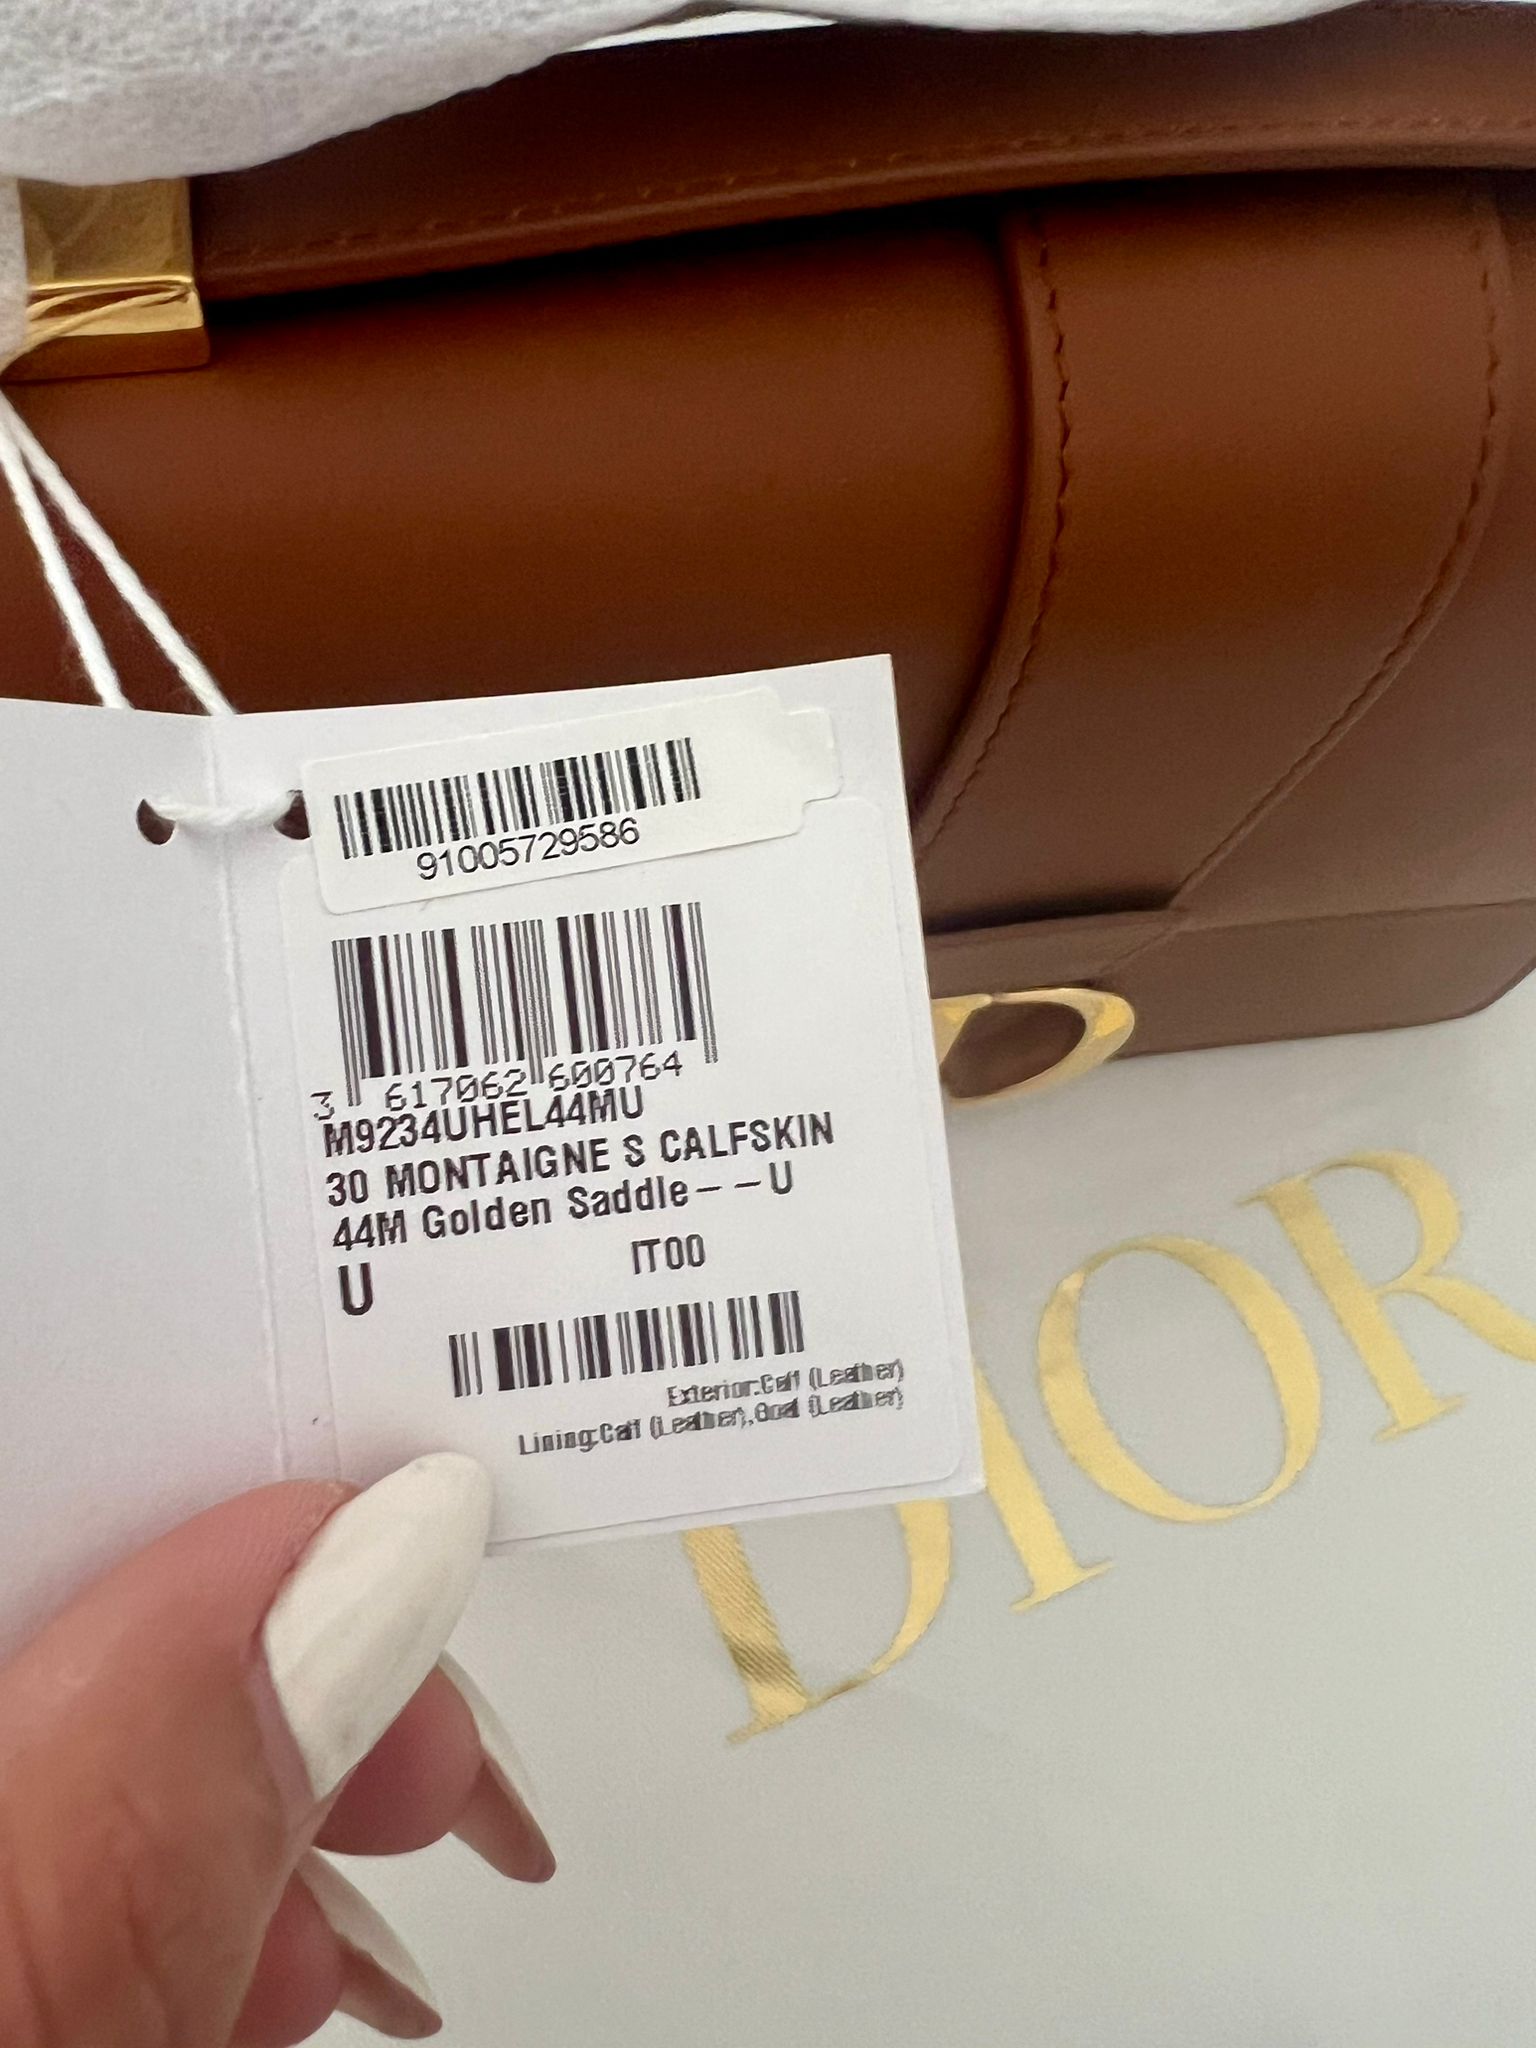 91005729586
3 617062 600764
M9234UHEL44MU
30 MONTAIGNE S CALFSKIN
44M Golden Saddle-  -U
U IT00
Exterior:Calf (Leather)
Lining:Calf (Leather),Goat (Leather)
DIOR